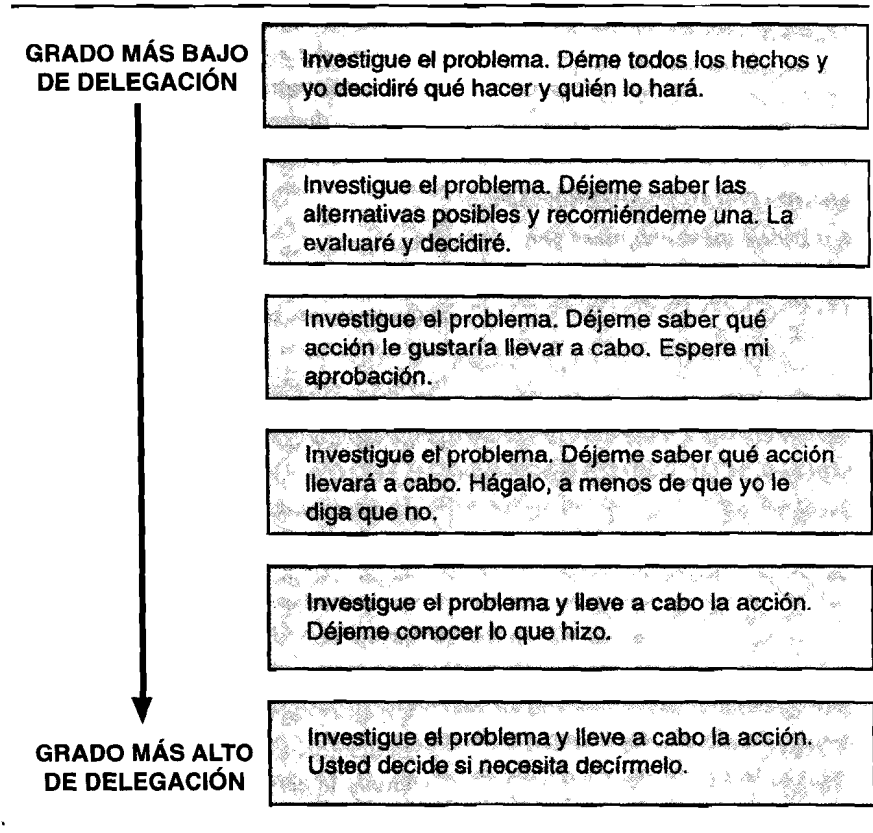 GRADO MÁS BAJO
DE DELEGACIÓN
Investigue el problema. Déme todos los hechos y
yo decidiré qué hacer y quién lo hará.
Investigue el problema. Déjeme saber las
alternativas posibles y recomiéndeme una. La
evaluaré y decidiré.
Investigue el problema. Déjeme saber qué
acción le gustaría llevar a cabo. Espere mi
aprobación.
Investigue el problema. Déjeme saber qué acción
llevará a cabo. Hágalo, a menos de que yo le
diga que no.
Investigue el problema y lleve a cabo la acción.
Déjeme conocer lo que hizo.
GRADO MÁS ALTO
DE DELEGACIÓN
Investigue el problema y lleve a cabo la acción.
Usted decide si necesita decírmelo.